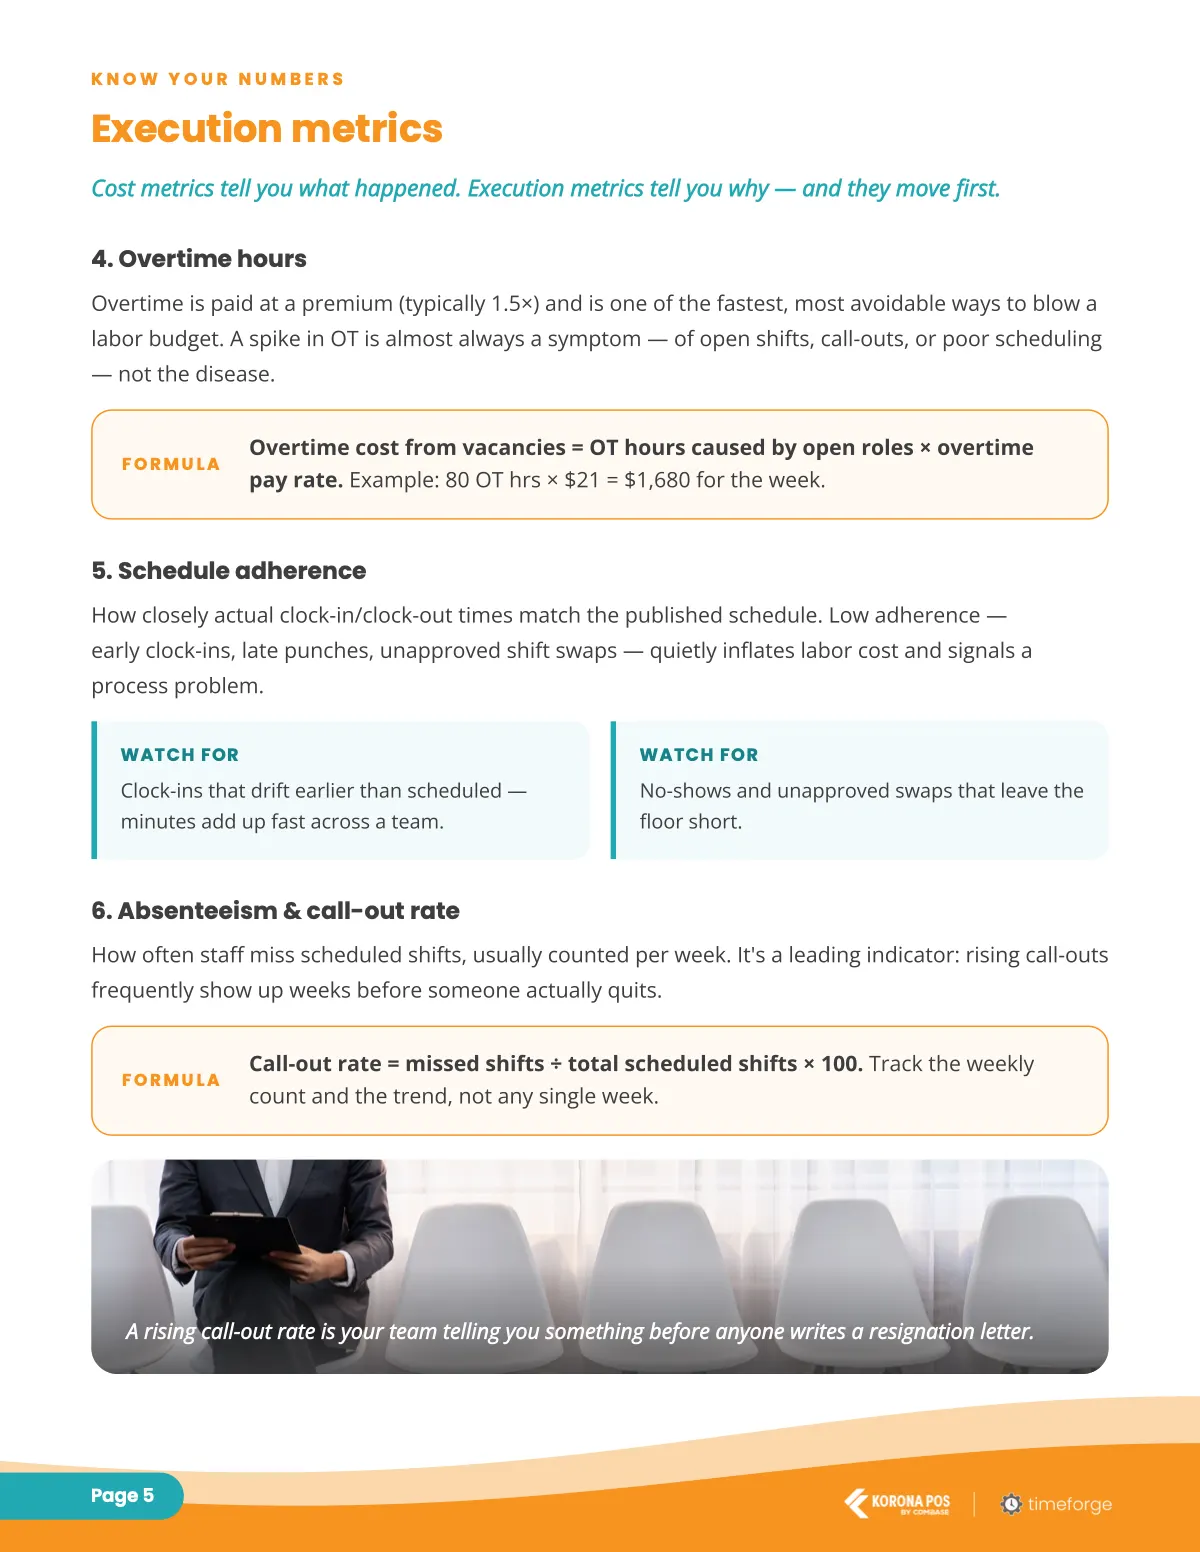 KNOW YOUR NUMBERS
Execution metrics
Cost metrics tell you what happened. Execution metrics tell you why — and they move first.
4. Overtime hours
Overtime is paid at a premium (typically 1.5×) and is one of the fastest, most avoidable ways to blow a
labor budget. A spike in OT is almost always a symptom — of open shifts, call-outs, or poor scheduling
— not the disease.
FORMULA
Overtime cost from vacancies = OT hours caused by open roles × overtime
pay rate. Example: 80 OT hrs × $21 = $1,680 for the week.
5. Schedule adherence
How closely actual clock-in/clock-out times match the published schedule. Low adherence —
early clock-ins, late punches, unapproved shift swaps — quietly inflates labor cost and signals a
process problem.
WATCH FOR
Clock-ins that drift earlier than scheduled —
minutes add up fast across a team.
WATCH FOR
No-shows and unapproved swaps that leave the
floor short.
6. Absenteeism & call-out rate
How often staff miss scheduled shifts, usually counted per week. It's a leading indicator: rising call-outs
frequently show up weeks before someone actually quits.
FORMULA
Call-out rate = missed shifts ÷ total scheduled shifts × 100. Track the weekly
count and the trend, not any single week.
A rising call-out rate is your team telling you something before anyone writes a resignation letter.
Page 5
KORONA POS
BY COMBASE
timeforge